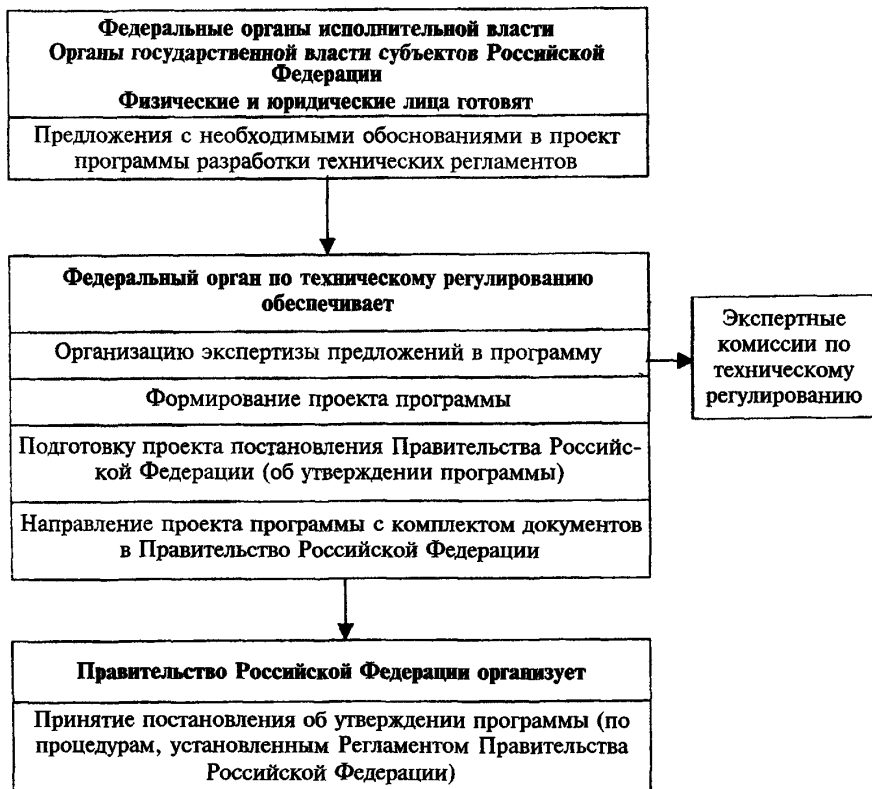 Федеральные органы исполнительной власти
Органы государственной власти субъектов Российской
Федерации
Физические и юридические лица готовят
Предложения с необходимыми обоснованиями в проект
программы разработки технических регламентов
Федеральный орган по техническому регулированию
обеспечивает
Организацию экспертизы предложений в программу
Формирование проекта программы
Подготовку проекта постановления Правительства Российс-
кой Федерации (об утверждении программы)
Направление проекта программы с комплектом документов
в Правительство Российской Федерации
Экспертные
комиссии по
техническому
регулированию
Правительство Российской Федерации организует
Принятие постановления об утверждении программы (по
процедурам, установленным Регламентом Правительства
Российской Федерации)